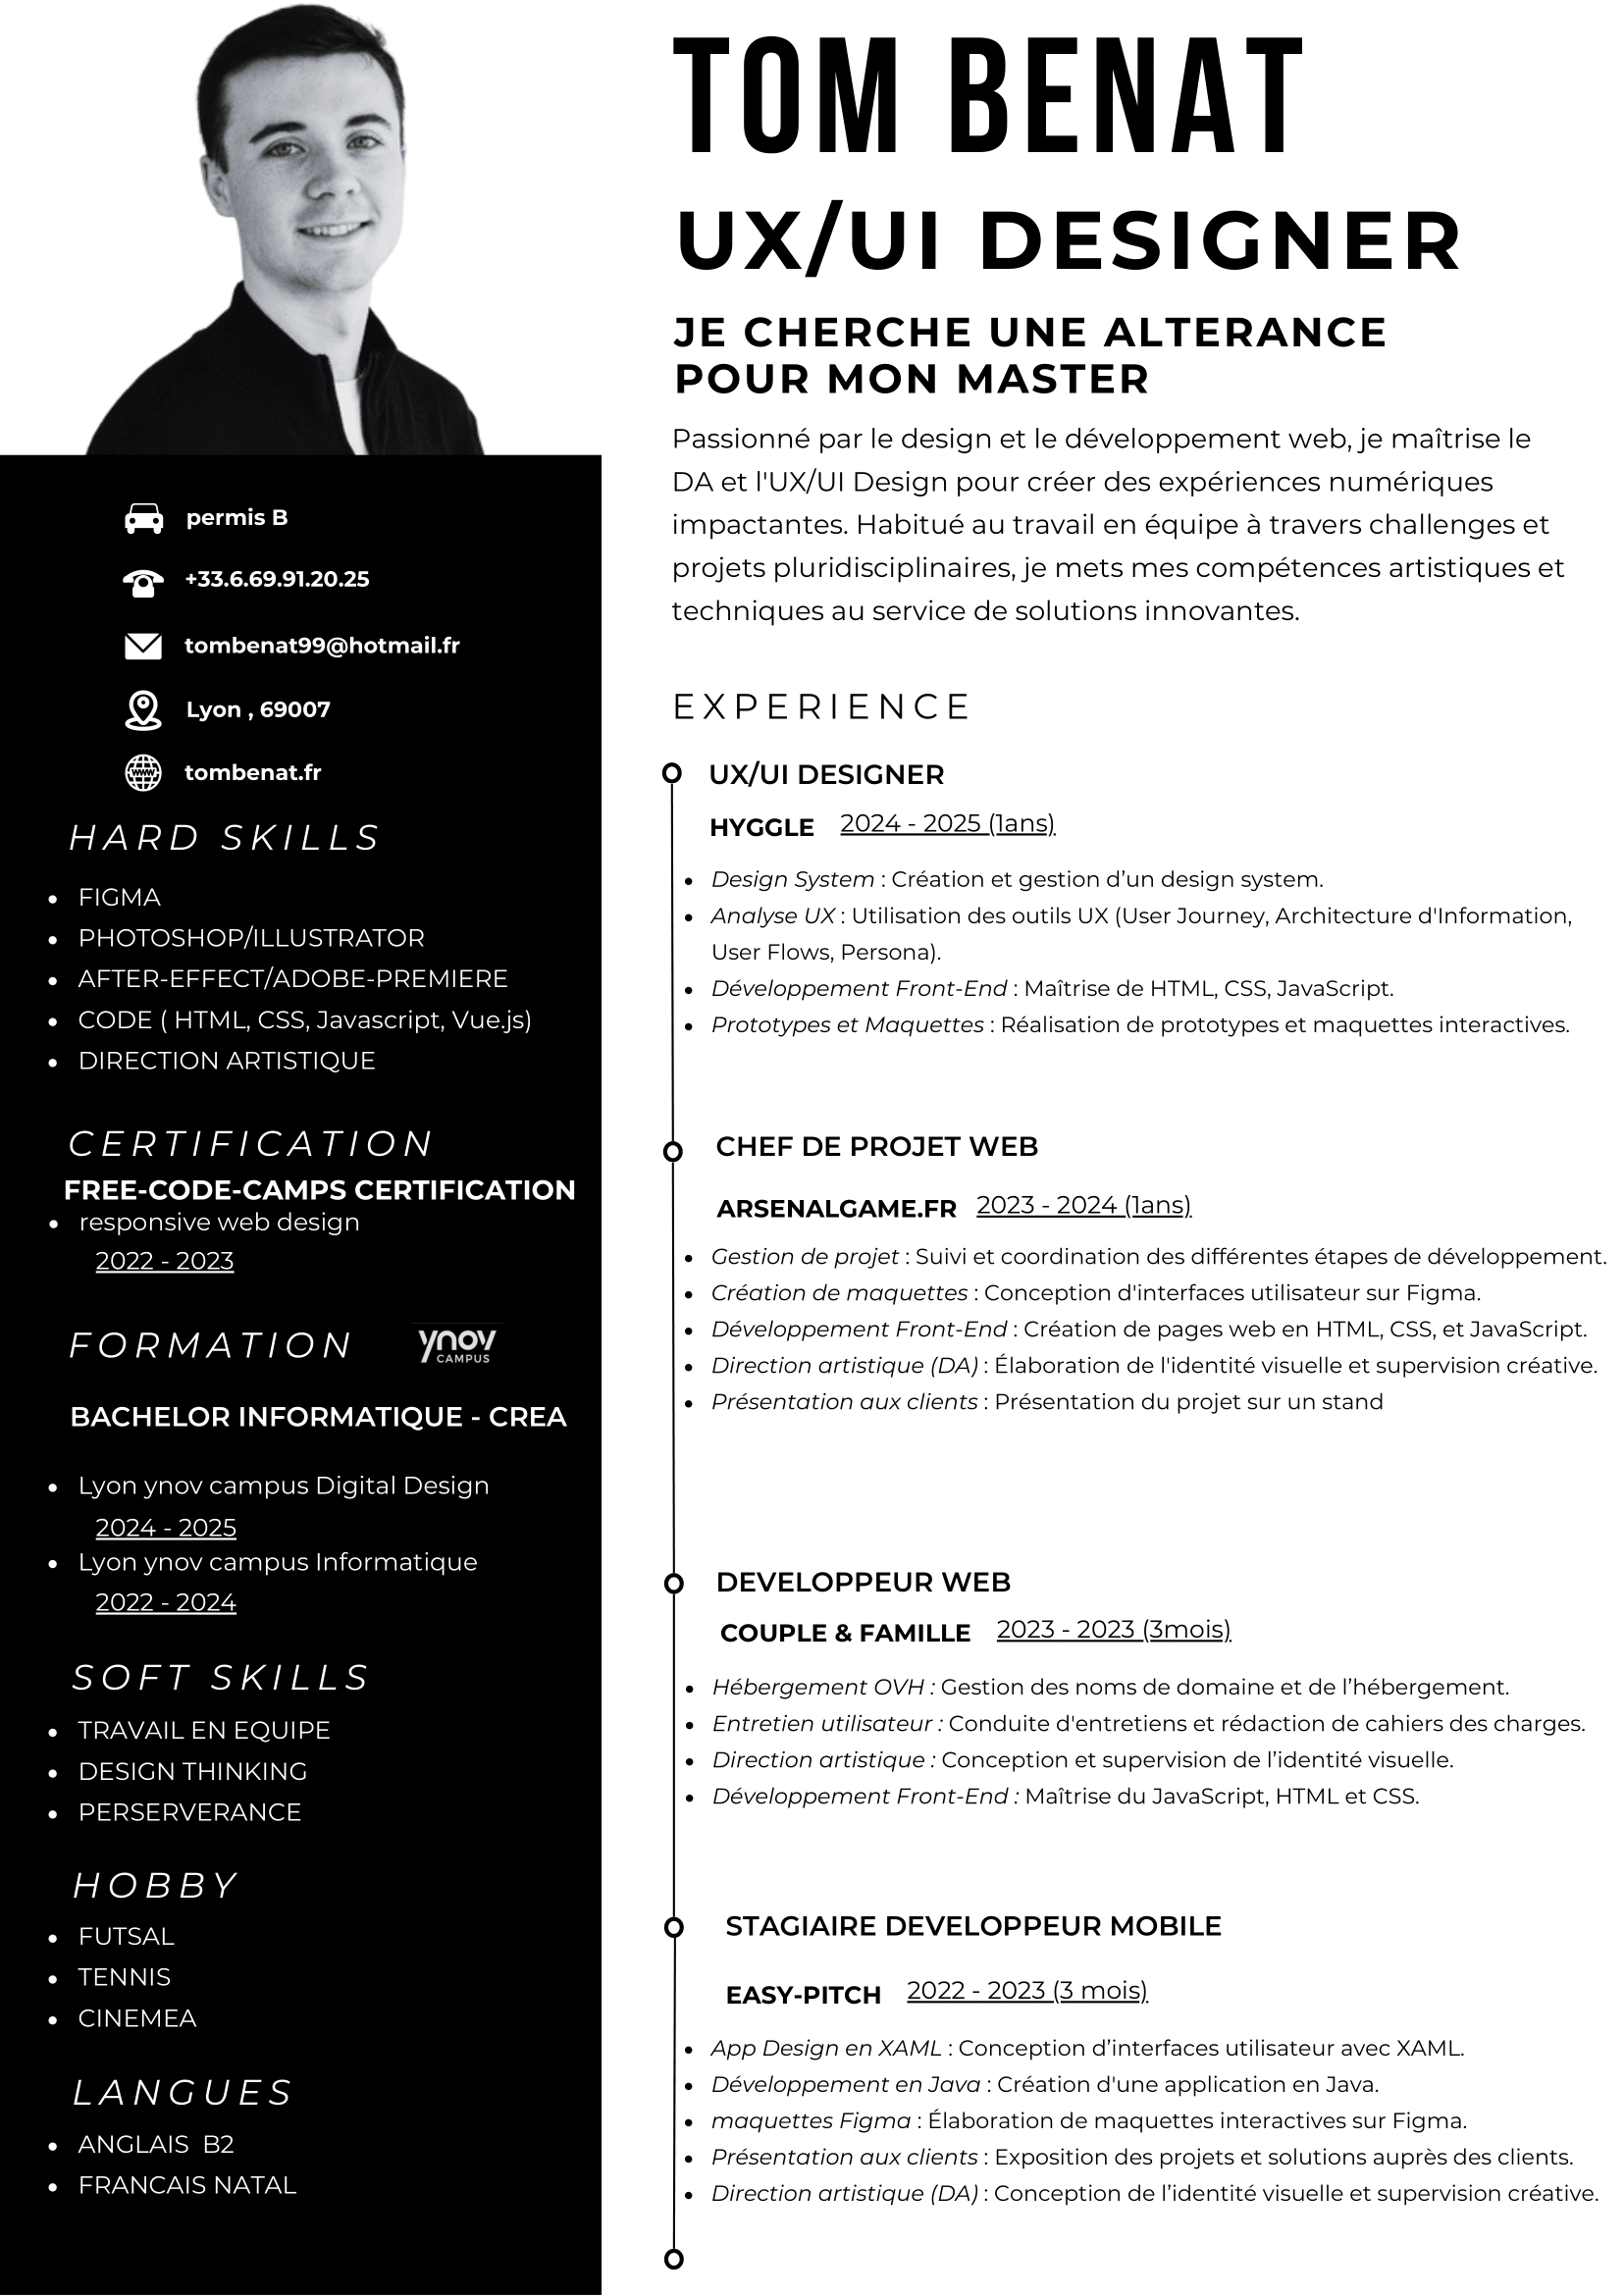 TOM BENAT
UX/UI DESIGNER
JE CHERCHE UNE ALTERANCE
POUR MON MASTER
Passionné par le design et le développement web, je maîtrise le
DA et l'UX/UI Design pour créer des expériences numériques
impactantes. Habitué au travail en équipe à travers challenges et
projets pluridisciplinaires, je mets mes compétences artistiques et
techniques au service de solutions innovantes.
permis B
+33.6.69.91.20.25
tombenat99@hotmail.fr
Lyon , 69007
www
tombenat.fr
HARD SKILLS
• FIGMA
• PHOTOSHOP/ILLUSTRATOR
• AFTER-EFFECT/ADOBE-PREMIERE
• CODE ( HTML, CSS, Javascript, Vue.js)
• DIRECTION ARTISTIQUE
CERTIFICATION
FREE-CODE-CAMPS CERTIFICATION
• responsive web design
2022 - 2023
FORMATION
ynov
CAMPUS
BACHELOR INFORMATIQUE - CREA
• Lyon ynov campus Digital Design
2024 - 2025
• Lyon ynov campus Informatique
2022 - 2024
SOFT SKILLS
• TRAVAIL EN EQUIPE
• DESIGN THINKING
• PERSERVERANCE
HOBBY
• FUTSAL
• TENNIS
• CINEMEA
LANGUES
• ANGLAIS  B2
• FRANCAIS NATAL
EXPERIENCE
UX/UI DESIGNER
HYGGLE 2024 - 2025 (1ans)
• Design System : Création et gestion d’un design system.
• Analyse UX : Utilisation des outils UX (User Journey, Architecture d'Information,
User Flows, Persona).
• Développement Front-End : Maîtrise de HTML, CSS, JavaScript.
• Prototypes et Maquettes : Réalisation de prototypes et maquettes interactives.
CHEF DE PROJET WEB
ARSENALGAME.FR 2023 - 2024 (1ans)
• Gestion de projet : Suivi et coordination des différentes étapes de développement.
• Création de maquettes : Conception d'interfaces utilisateur sur Figma.
• Développement Front-End : Création de pages web en HTML, CSS, et JavaScript.
• Direction artistique (DA) : Élaboration de l'identité visuelle et supervision créative.
• Présentation aux clients : Présentation du projet sur un stand
DEVELOPPEUR WEB
COUPLE & FAMILLE 2023 - 2023 (3mois)
• Hébergement OVH : Gestion des noms de domaine et de l’hébergement.
• Entretien utilisateur : Conduite d'entretiens et rédaction de cahiers des charges.
• Direction artistique : Conception et supervision de l’identité visuelle.
• Développement Front-End : Maîtrise du JavaScript, HTML et CSS.
STAGIAIRE DEVELOPPEUR MOBILE
EASY-PITCH 2022 - 2023 (3 mois)
• App Design en XAML : Conception d’interfaces utilisateur avec XAML.
• Développement en Java : Création d'une application en Java.
• maquettes Figma : Élaboration de maquettes interactives sur Figma.
• Présentation aux clients : Exposition des projets et solutions auprès des clients.
• Direction artistique (DA) : Conception de l’identité visuelle et supervision créative.